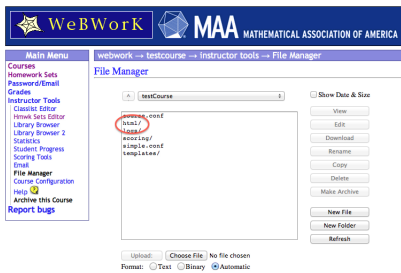 WeBWorK
MAA MATHEMATICAL ASSOCIATION OF AMERICA
Main Menu
Courses
Homework Sets
Password/Email
Grades
Instructor Tools
Classlist Editor
Hmwk Sets Editor
Library Browser
Library Browser 2
Statistics
Student Progress
Scoring Tools
Email
File Manager
Course Configuration
Help
Archive this Course
Report bugs
webwork → testcourse → instructor tools → File Manager
File Manager
^ testCourse
Show Date & Size
course.conf
html/
logs/
scoring/
simple.conf
templates/
View
Edit
Download
Rename
Copy
Delete
Make Archive
New File
New Folder
Refresh
Upload: Choose File No file chosen
Format: Text Binary Automatic